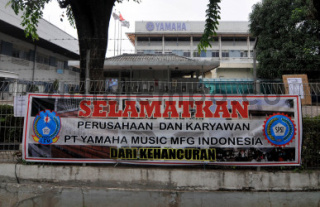 YAMAHA
SELAMATKAN
PERUSAHAAN DAN KARYAWAN
PT YAMAHA MUSIC MFG INDONESIA
DARI KEHANCURAN